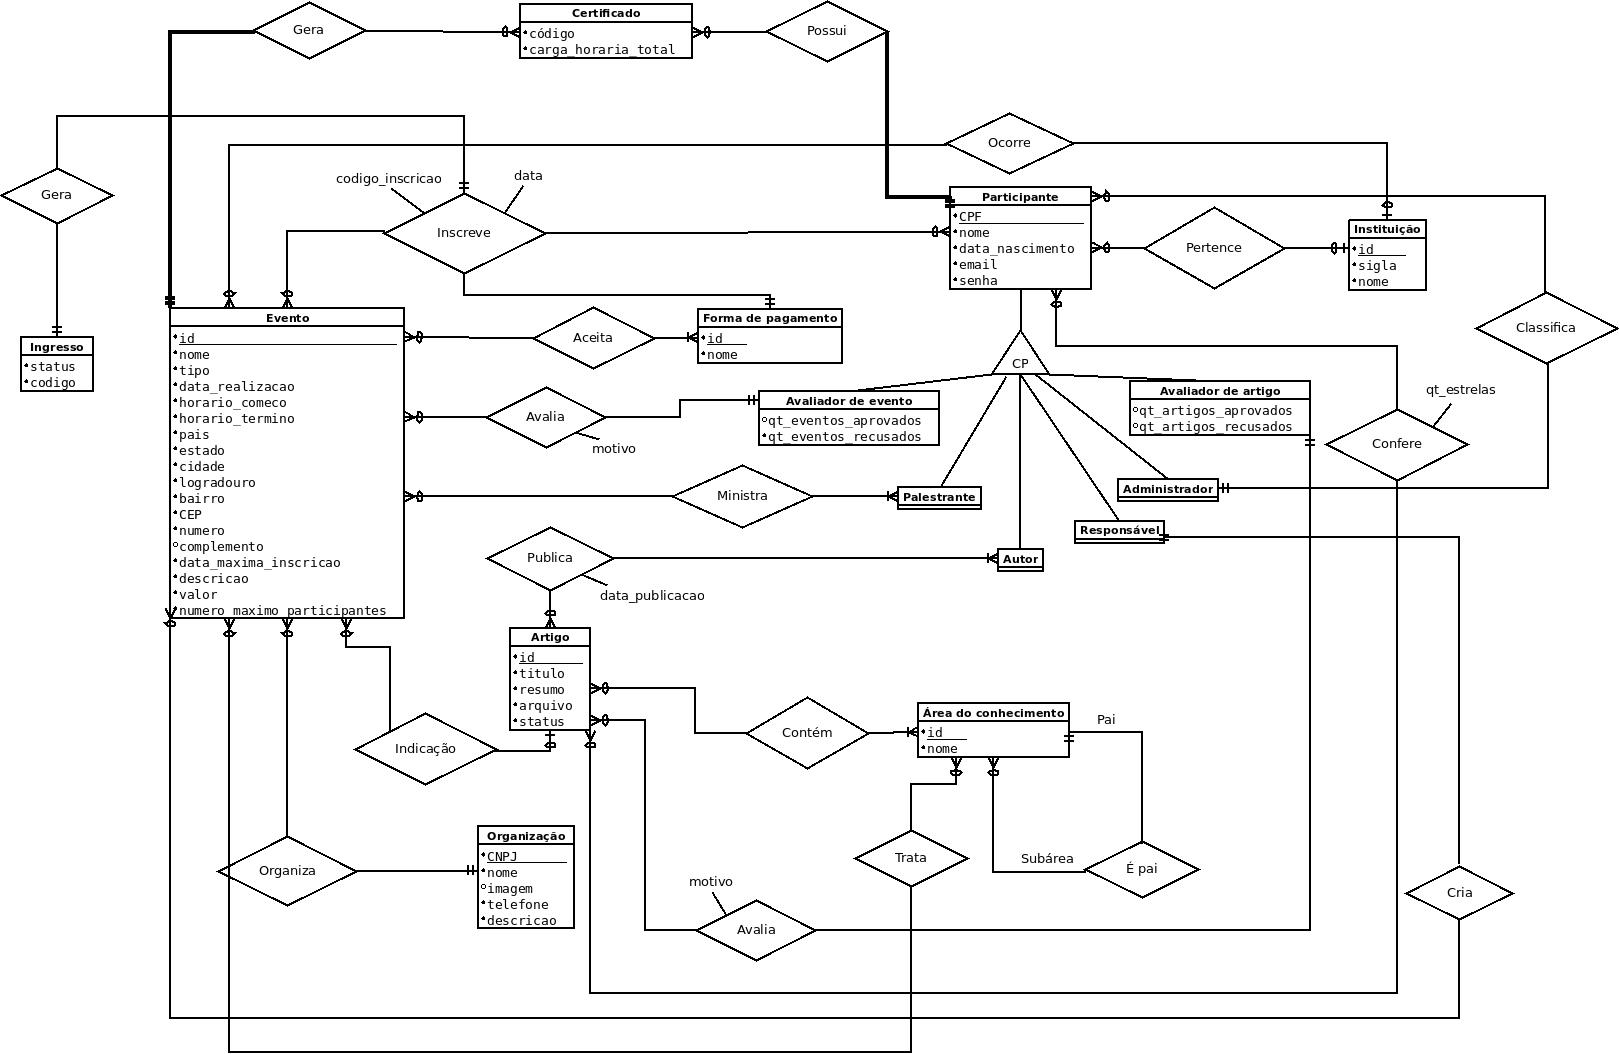 Gera
Certificado
código
carga_horaria_total
Possui
Ocorre
Gera
codigo_inscricao
data
Inscreve
Participante
CPF
nome
data_nascimento
email
senha
Pertence
Instituição
id
sigla
nome
Classifica
Ingresso
status
codigo
Evento
id
nome
tipo
data_realizacao
horario_comeco
horario_termino
pais
estado
cidade
logradouro
bairro
CEP
numero
complemento
data_maxima_inscricao
descricao
valor
numero_maximo_participantes
Aceita
Forma de pagamento
id
nome
CP
Avalia
motivo
Avaliador de evento
qt_eventos_aprovados
qt_eventos_recusados
Avaliador de artigo
qt_artigos_aprovados
qt_artigos_recusados
qt_estrelas
Confere
Ministra
Palestrante
Administrador
Responsável
Publica
data_publicacao
Autor
Artigo
id
titulo
resumo
arquivo
status
Indicação
Contém
Área do conhecimento
id
nome
Pai
Organiza
Organização
CNPJ
nome
imagem
telefone
descricao
Trata
Subárea
É pai
motivo
Avalia
Cria